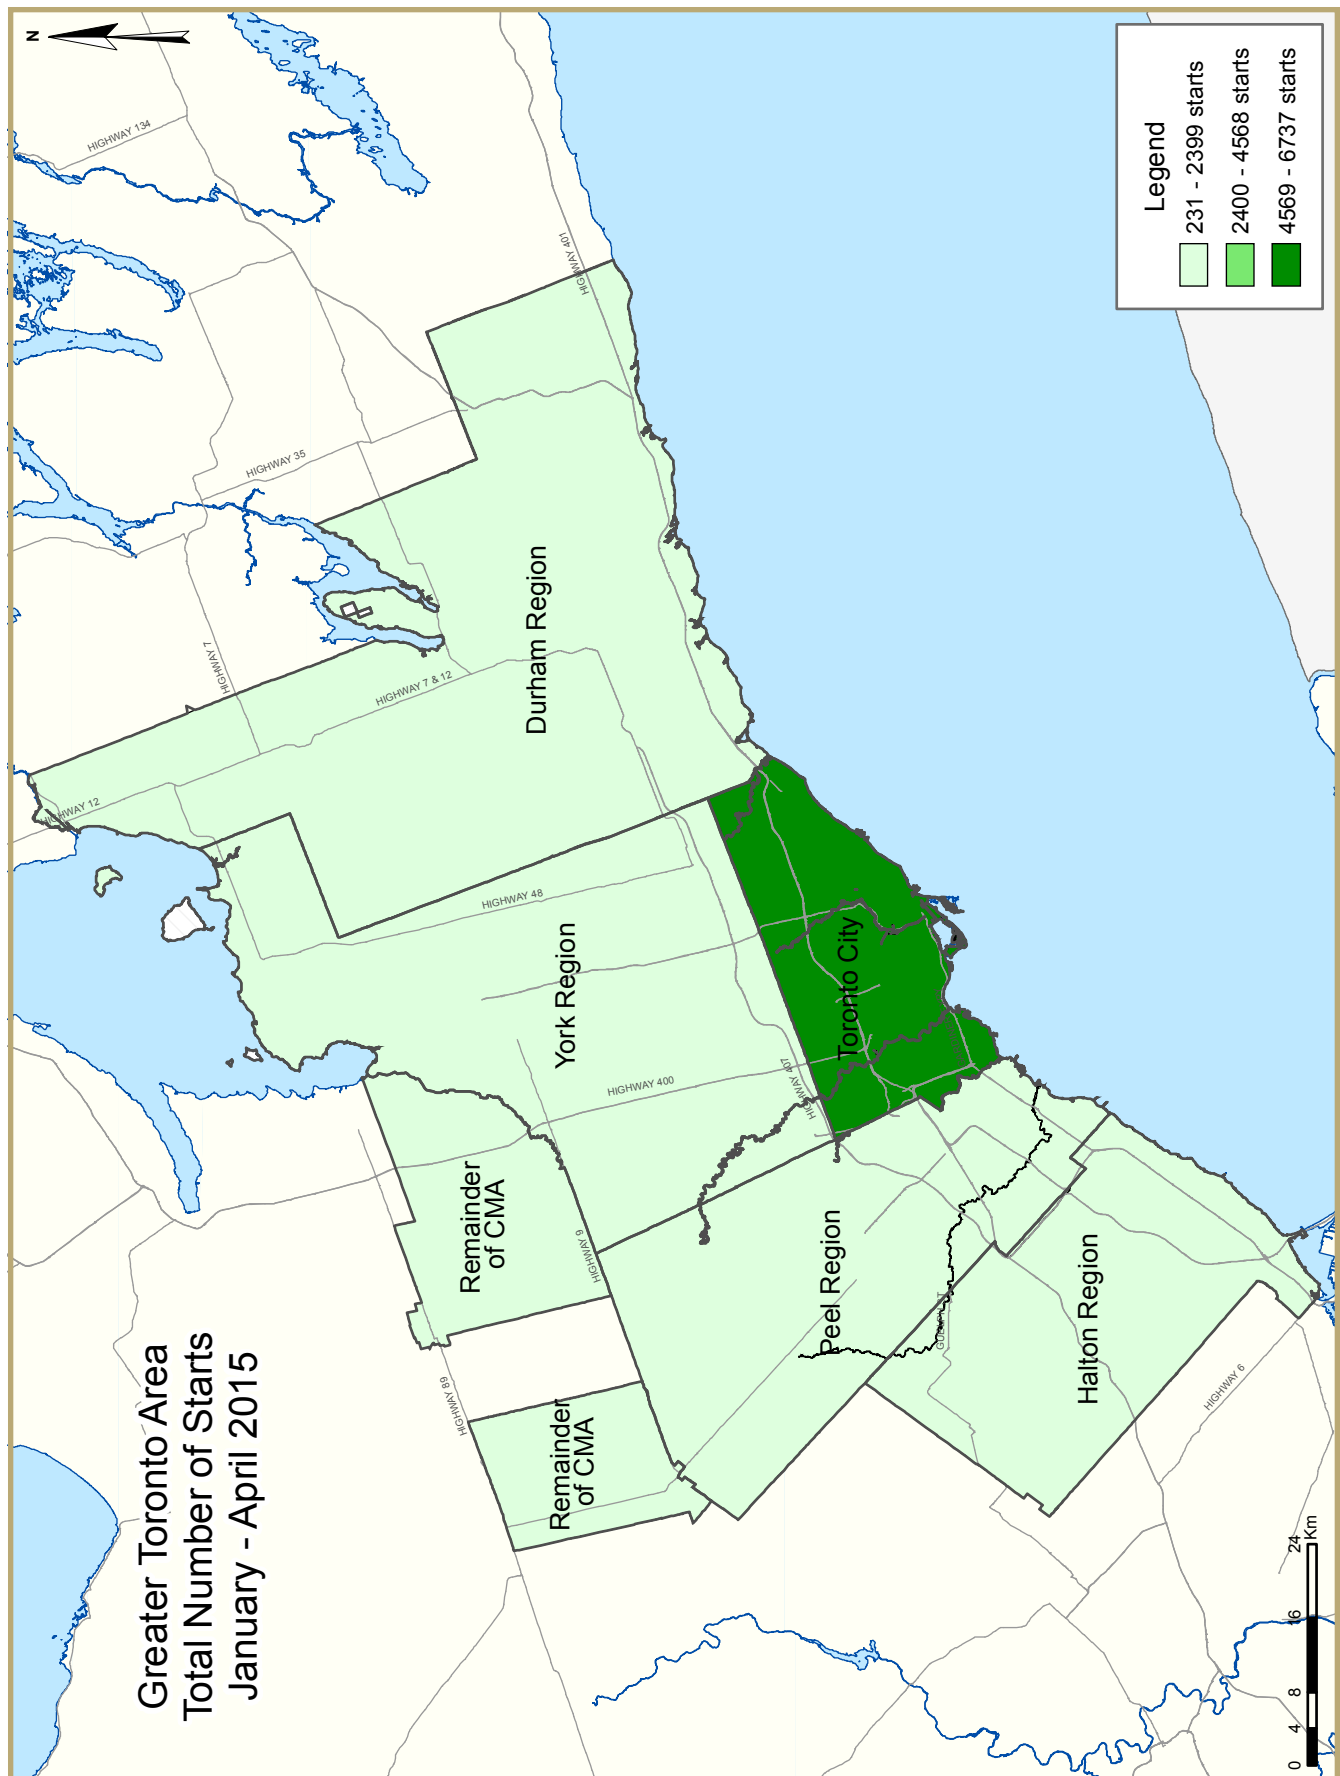 Greater Toronto Area
Total Number of Starts
January - April 2015
N
HIGHWAY 134
HIGHWAY 401
HIGHWAY 35
HIGHWAY 7
HIGHWAY 7 & 12
HIGHWAY 12
Durham Region
HIGHWAY 48
York Region
HIGHWAY 400
HIGHWAY 407
Toronto City
Remainder
of CMA
HIGHWAY 9
HIGHWAY 89
Remainder
of CMA
Peel Region
Halton Region
HIGHWAY 6
Legend
231 - 2399 starts
2400 - 4568 starts
4569 - 6737 starts
0 4 8 16 24
Km